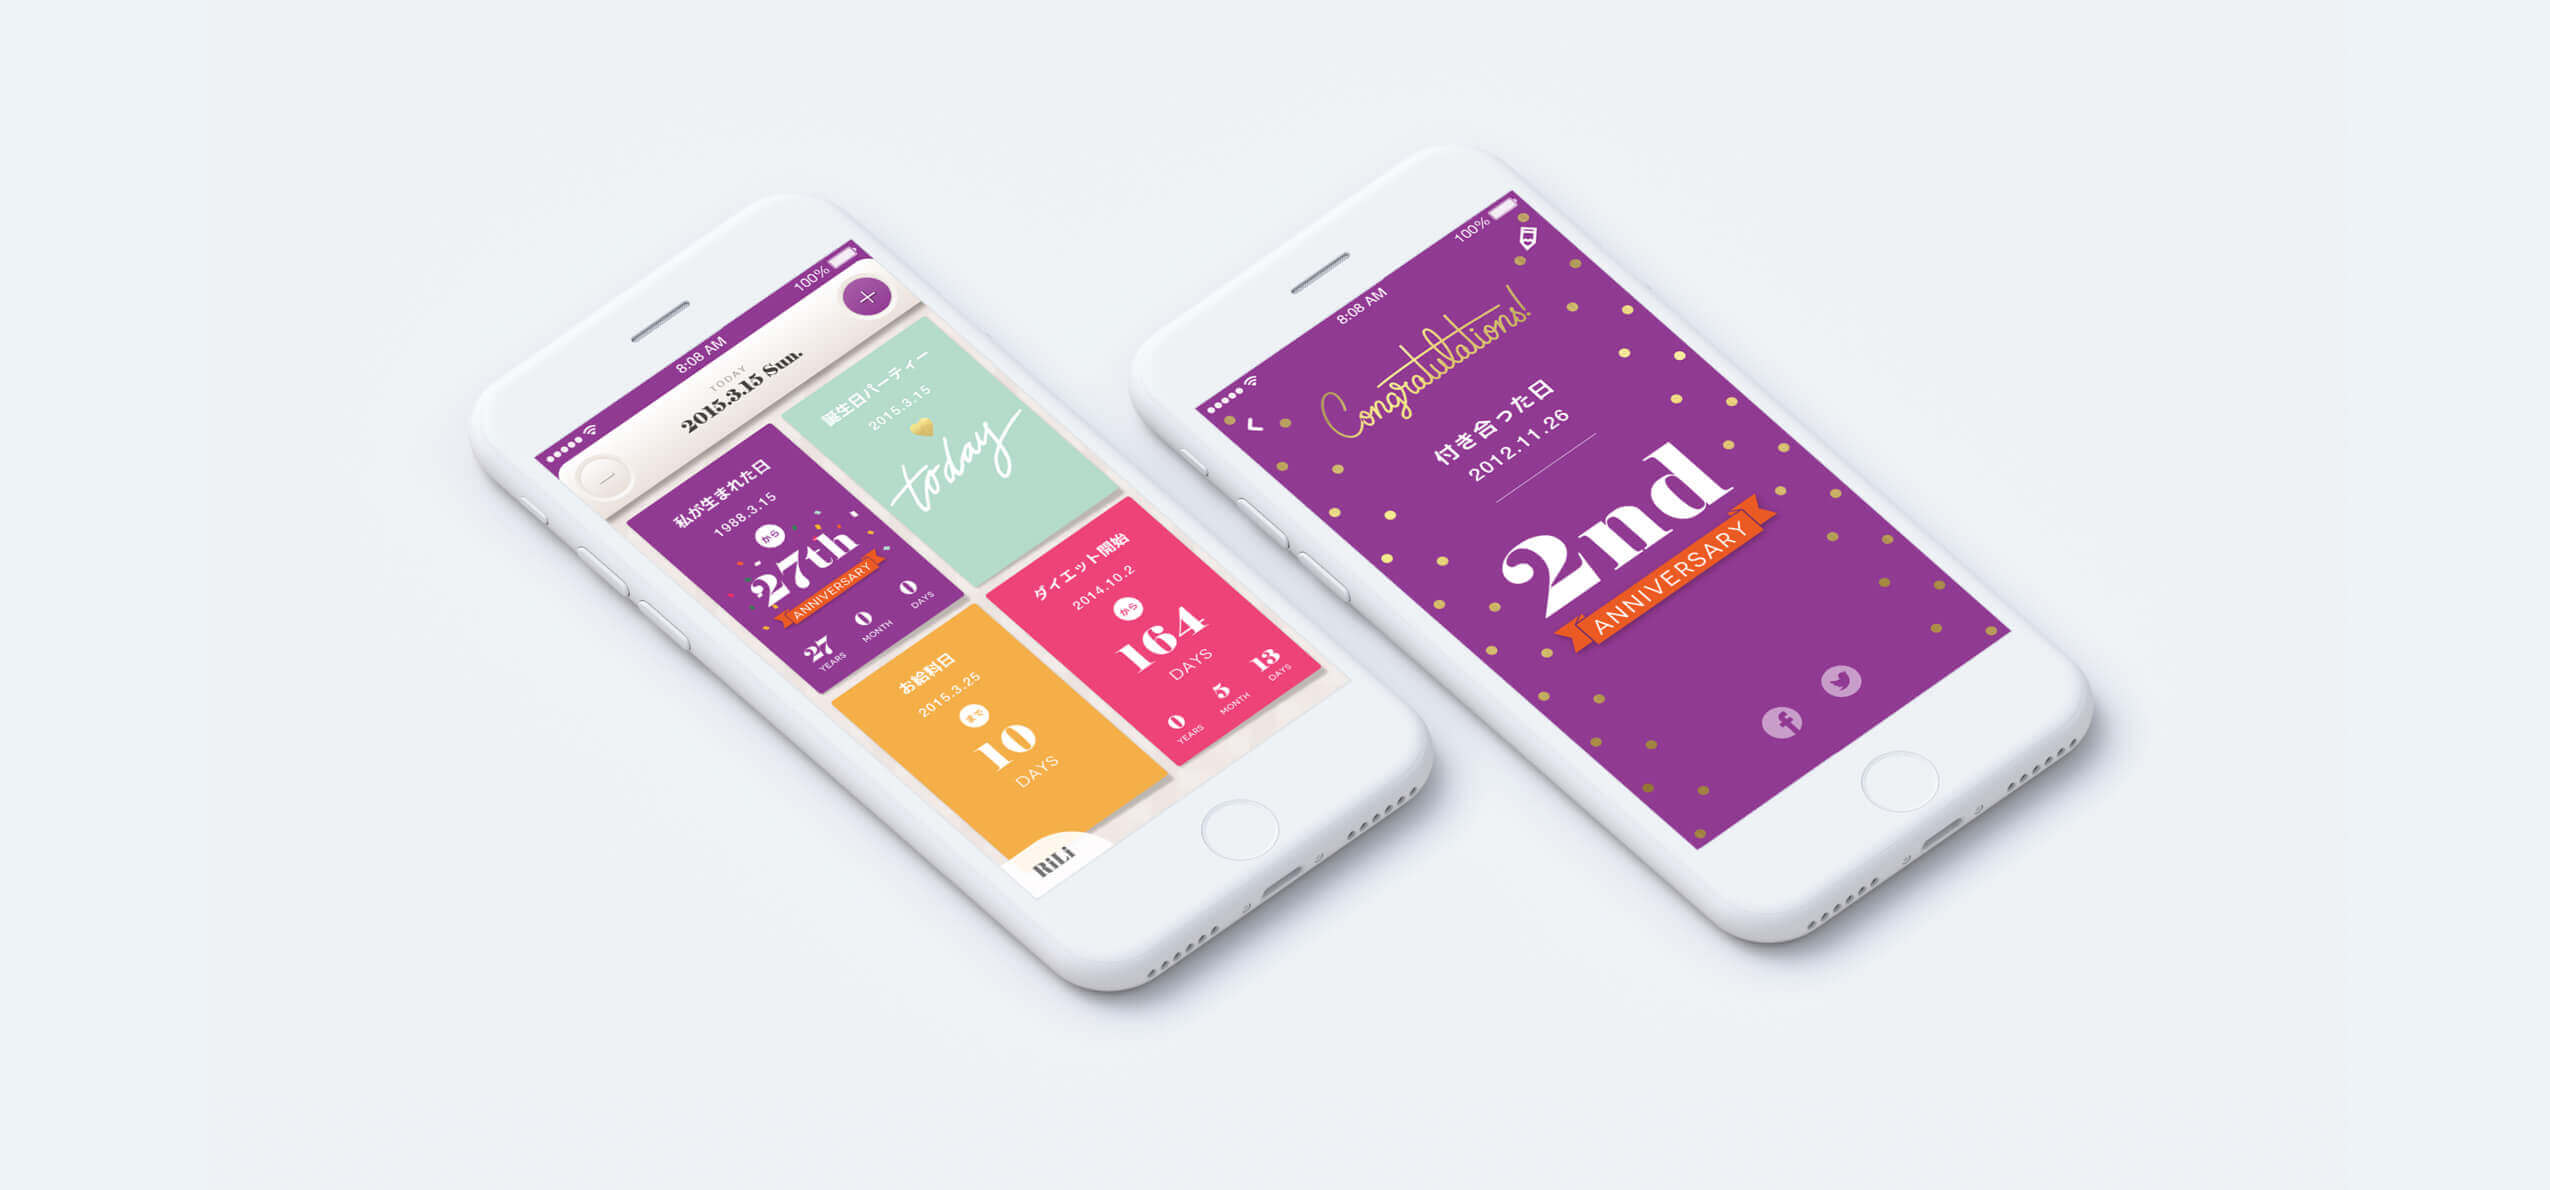 8:08 AM
100%
TODAY
2015.3.15 Sun.
私が生まれた日
1988.3.15
から
27th
ANNIVERSARY
27
YEARS
0
MONTH
0
DAYS
誕生日パーティー
2015.3.15
today
お給料日
2015.3.25
まで
10
DAYS
ダイエット開始
2014.10.2
から
164
DAYS
0
YEARS
5
MONTH
13
DAYS
RiLi
8:08 AM
100%
Congratulations!
付き合った日
2012.11.26
2nd
ANNIVERSARY